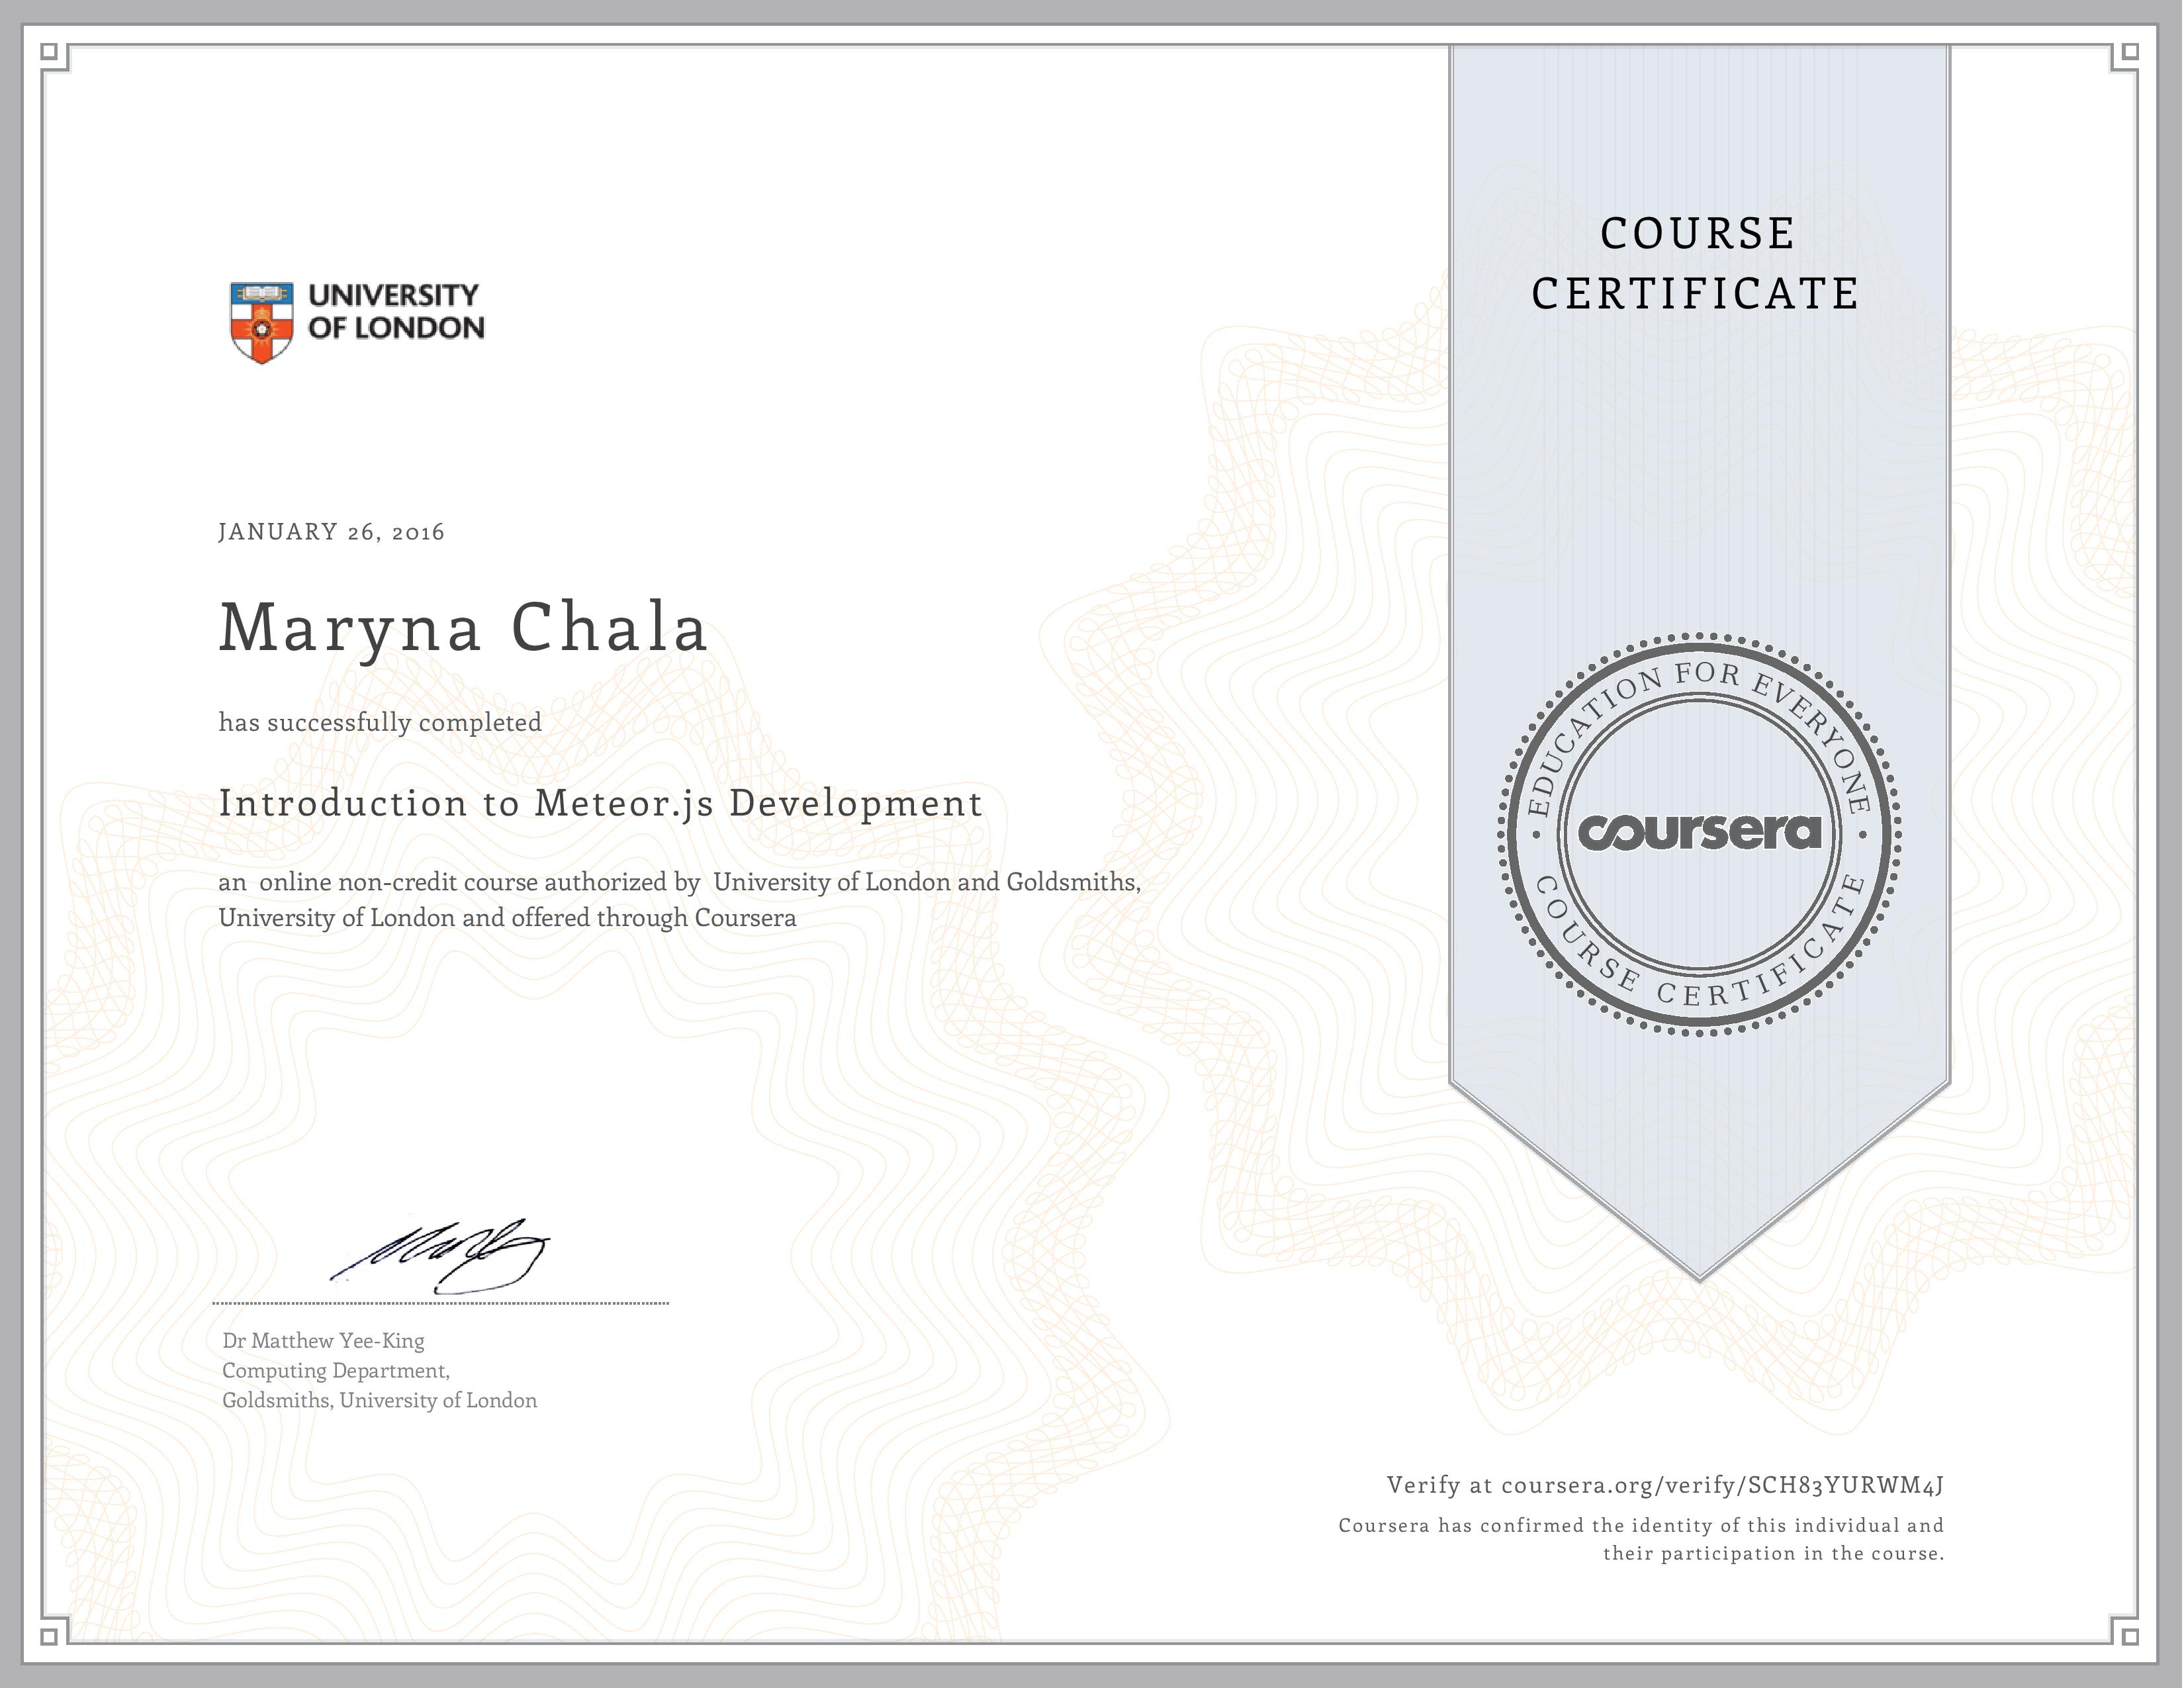 UNIVERSITY
OF LONDON
JANUARY 26, 2016
Maryna Chala
has successfully completed
Introduction to Meteor.js Development
an online non-credit course authorized by University of London and Goldsmiths,
University of London and offered through Coursera
Dr Matthew Yee-King
Computing Department,
Goldsmiths, University of London
COURSE
CERTIFICATE
EDUCATION FOR EVERYONE
coursera
COURSE CERTIFICATE
Verify at coursera.org/verify/SCH83YURWM4J
Coursera has confirmed the identity of this individual and
their participation in the course.